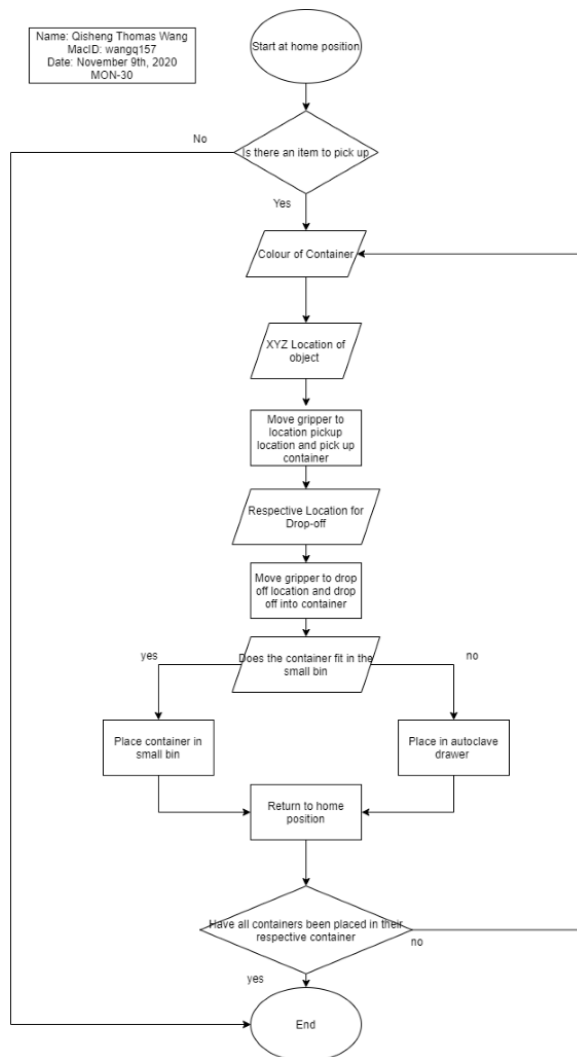 Name: Qisheng Thomas Wang
MacID: wangq157
Date: November 9th, 2020
MON-30
Start at home position
No
Is there an item to pick up
Yes
Colour of Container
XYZ Location of
object
Move gripper to
location pickup
location and pick up
container
Respective Location for
Drop-off
Move gripper to drop
off location and drop
off into container
yes
Does the container fit in the
small bin
no
Place container in
small bin
Place in autoclave
drawer
Return to home
position
Have all containers been placed in their
respective container
no
yes
End